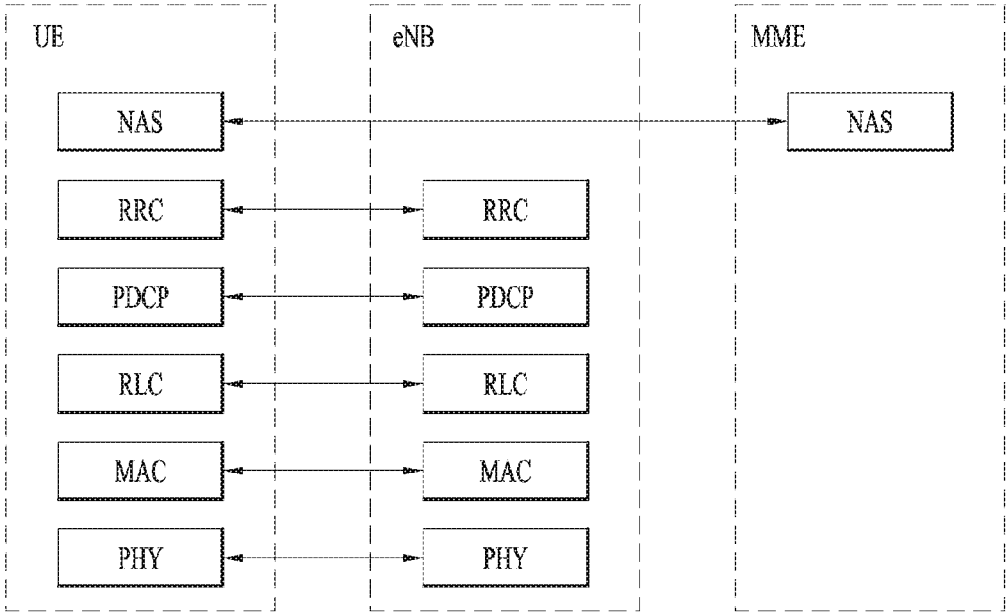 UE eNB MME
NAS NAS
RRC RRC
PDCP PDCP
RLC RLC
MAC MAC
PHY PHY